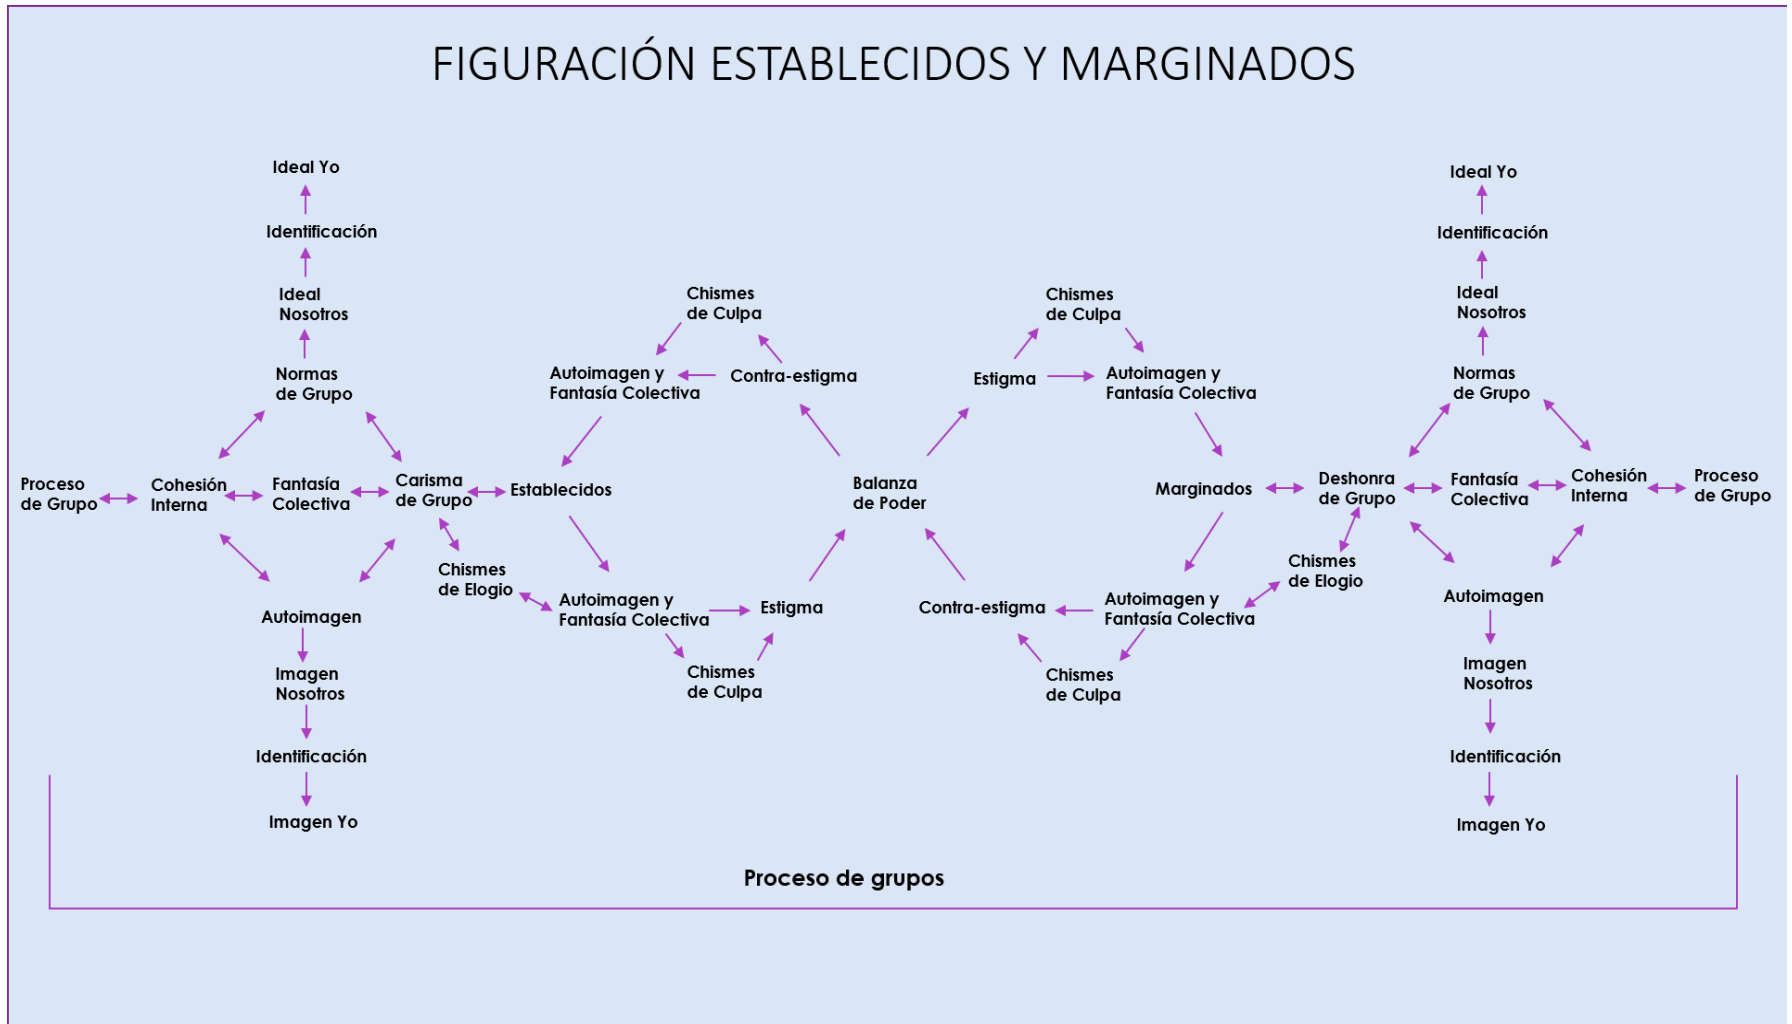 FIGURACIÓN ESTABLECIDOS Y MARGINADOS
Ideal Yo
Identificación
Ideal
Nosotros
Normas
de Grupo
Proceso
de Grupo
Cohesión
Interna
Fantasía
Colectiva
Carisma
de Grupo
Establecidos
Autoimagen
Imagen
Nosotros
Identificación
Imagen Yo
Chismes
de Elogio
Chismes
de Culpa
Autoimagen y
Fantasía Colectiva
Contra-estigma
Autoimagen y
Fantasía Colectiva
Estigma
Chismes
de Culpa
Balanza
de Poder
Chismes
de Culpa
Estigma
Autoimagen y
Fantasía Colectiva
Marginados
Contra-estigma
Autoimagen y
Fantasía Colectiva
Chismes
de Culpa
Chismes
de Elogio
Ideal Yo
Identificación
Ideal
Nosotros
Normas
de Grupo
Deshonra
de Grupo
Fantasía
Colectiva
Cohesión
Interna
Proceso
de Grupo
Autoimagen
Imagen
Nosotros
Identificación
Imagen Yo
Proceso de grupos